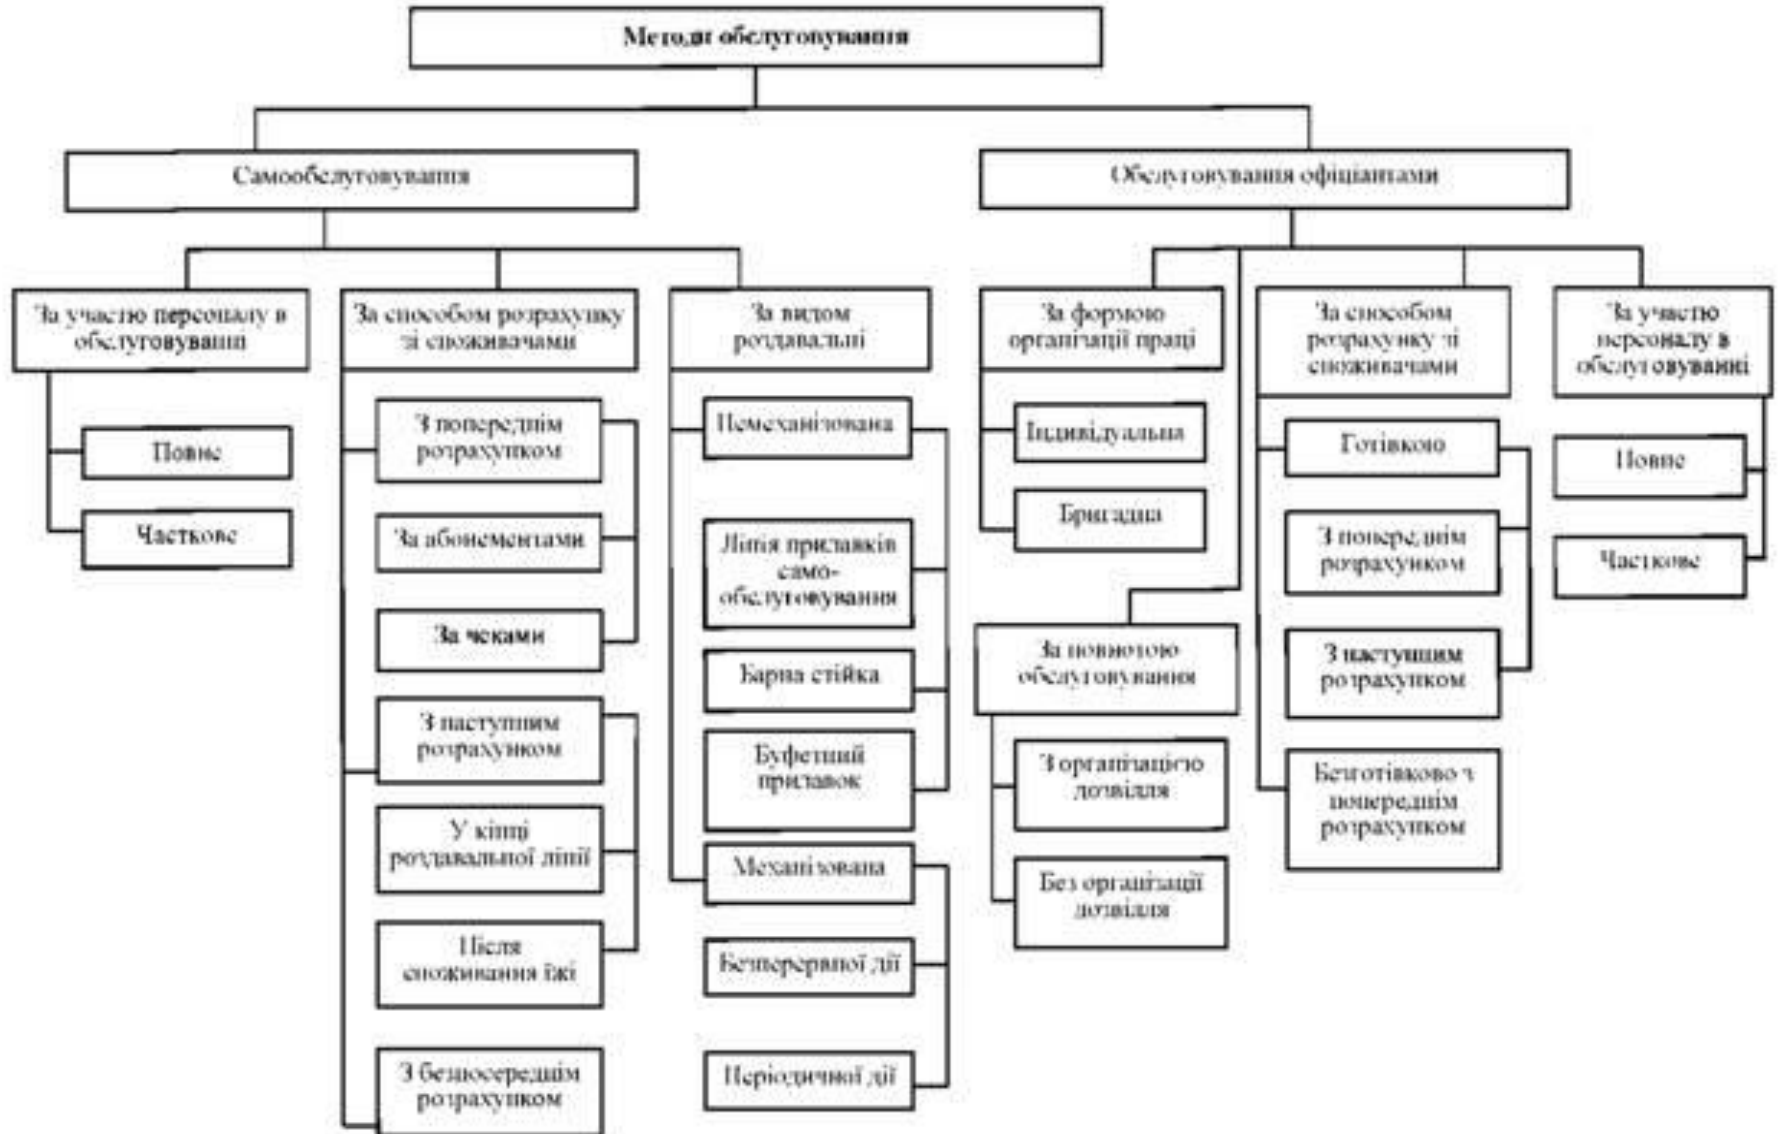 Методи обслуговування
Самообслуговування
Обслуговування офіціантами
За участю персоналу в
обслуговуванні
За способом розрахунку
зі споживачами
За видом
роздавальні
За формою
організації праці
За способом
розрахунку зі
споживачами
За участю
персоналу в
обслуговуванні
Повне
Часткове
З попереднім
розрахунком
За абонементами
За чеками
З наступним
розрахунком
У кінці
роздавальної лінії
Після
споживання їжі
З безпосереднім
розрахунком
Немеханізована
Лінія прилавків
само-
обслуговування
Барна стійка
Буфетний
прилавок
Механізована
Безперервної дії
Періодичної дії
Індивідуальна
Бригадна
За повнотою
обслуговування
З організацією
дозвілля
Без організації
дозвілля
Готівкою
З попереднім
розрахунком
З наступним
розрахунком
Безготівково з
попереднім
розрахунком
Повне
Часткове